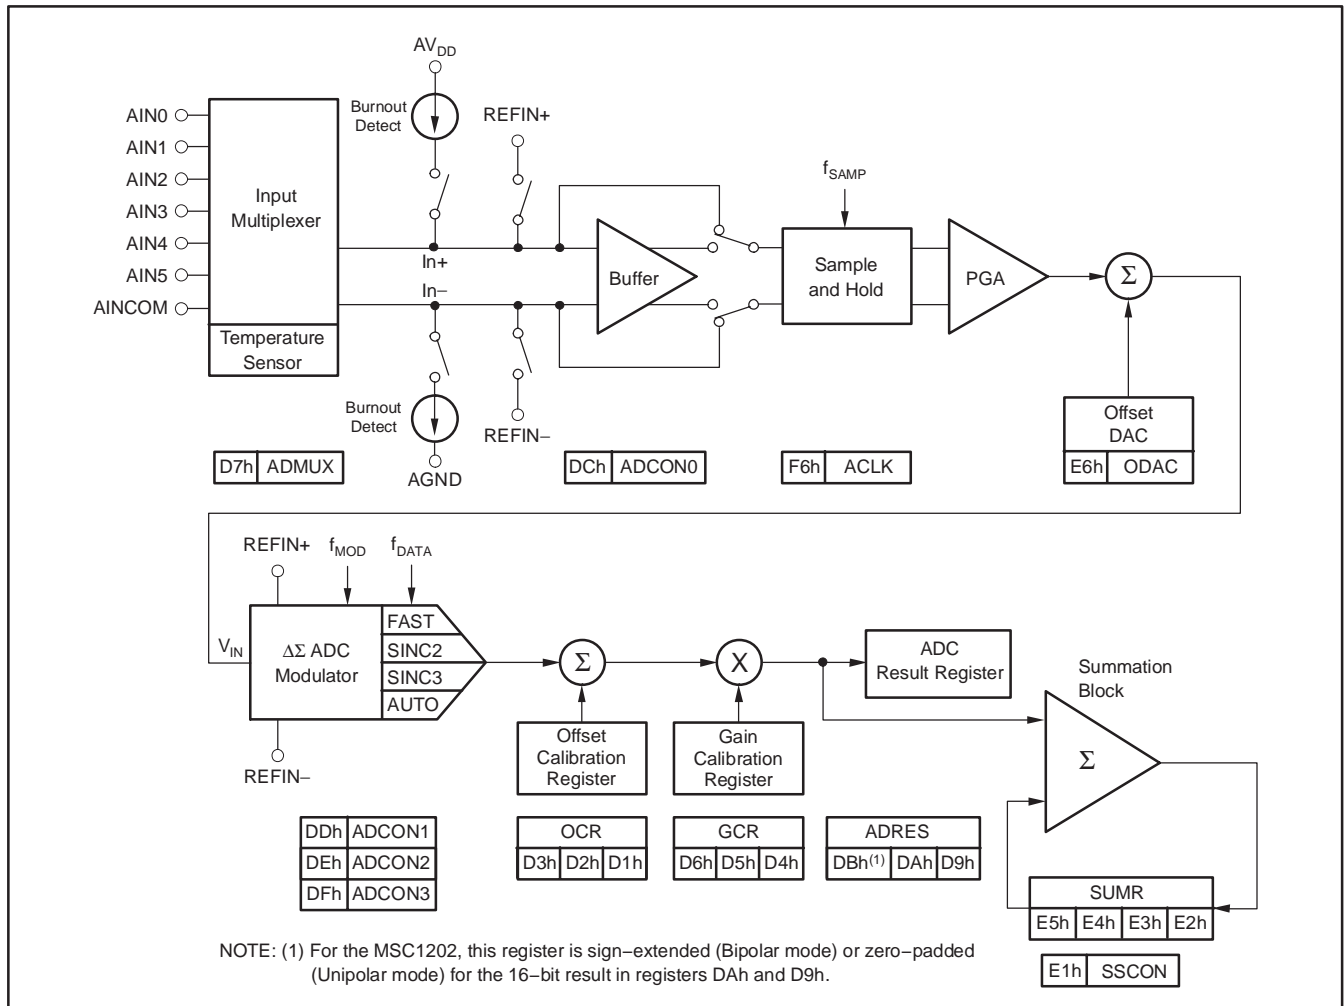 AVDD
Burnout
Detect
REFIN+
AIN0
AIN1
AIN2
AIN3
AIN4
AIN5
AINCOM
Input
Multiplexer
Temperature
Sensor
In+
In−
Buffer
fSAMP
Sample
and Hold
PGA
Σ
Burnout
Detect
REFIN−
AGND
Offset
DAC
D7h ADMUX
DCh ADCON0
F6h ACLK
E6h ODAC
REFIN+
fMOD
fDATA
VIN
ΔΣ ADC
Modulator
FAST
SINC2
SINC3
AUTO
REFIN−
Σ
X
ADC
Result Register
Offset
Calibration
Register
Gain
Calibration
Register
Summation
Block
Σ
DDh ADCON1
DEh ADCON2
DFh ADCON3
OCR
D3h D2h D1h
GCR
D6h D5h D4h
ADRES
DBh(1) DAh D9h
SUMR
E5h E4h E3h E2h
E1h SSCON
NOTE: (1) For the MSC1202, this register is sign−extended (Bipolar mode) or zero−padded
(Unipolar mode) for the 16−bit result in registers DAh and D9h.